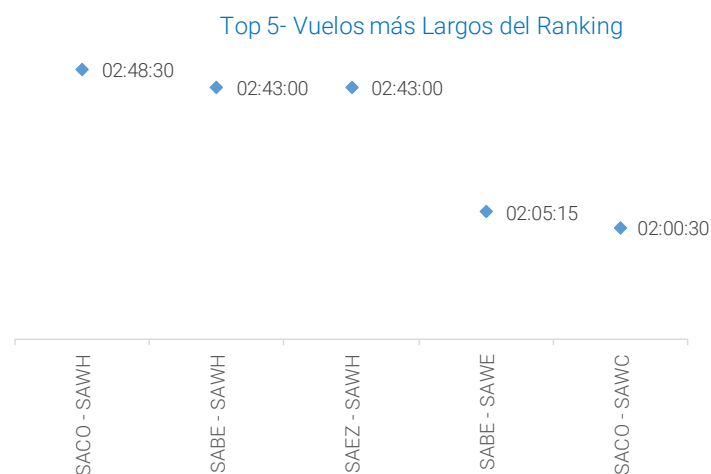 Top 5- Vuelos más Largos del Ranking
02:48:30
02:43:00
02:43:00
02:05:15
02:00:30
SACO - SAWH
SABE - SAWH
SAEZ - SAWH
SABE - SAWE
SACO - SAWC